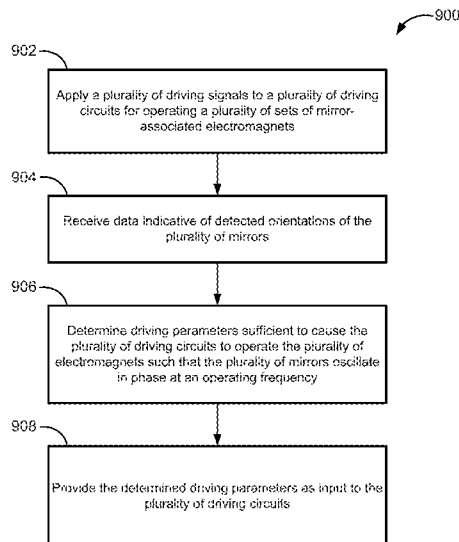 900
902
Apply a plurality of driving signals to a plurality of driving
circuits for operating a plurality of sets of mirror-
associated electromagnets
904
Receive data indicative of detected orientations of the
plurality of mirrors
906
Determine driving parameters sufficient to cause the
plurality of driving circuits to operate the plurality of
electromagnets such that the plurality of mirrors oscillate
in phase at an operating frequency
908
Provide the determined driving parameters as input to the
plurality of driving circuits